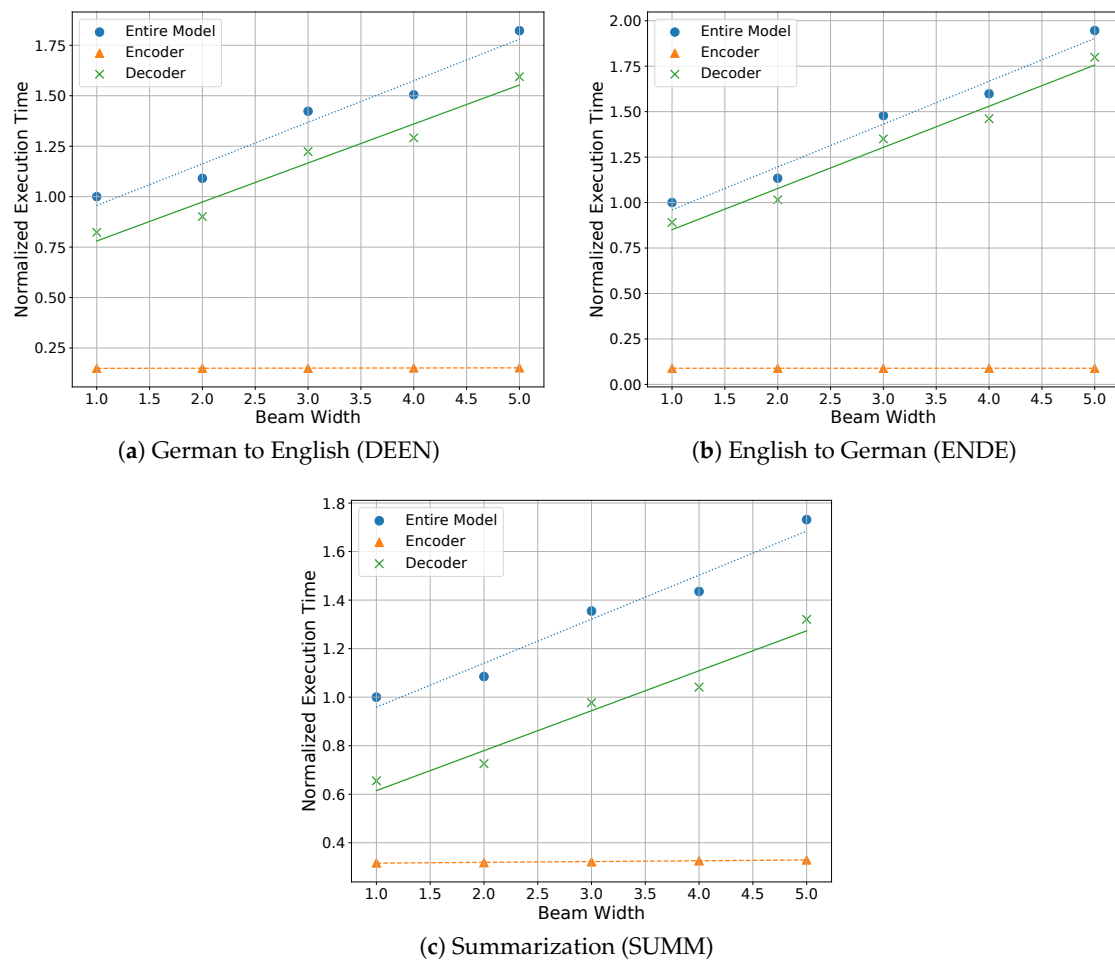 Entire Model
Encoder
Decoder
Normalized Execution Time
1.75
1.50
1.25
1.00
0.75
0.50
0.25
1.0 1.5 2.0 2.5 3.0 3.5 4.0 4.5 5.0
Beam Width
(a) German to English (DEEN)
Entire Model
Encoder
Decoder
Normalized Execution Time
2.00
1.75
1.50
1.25
1.00
0.75
0.50
0.25
0.00
1.0 1.5 2.0 2.5 3.0 3.5 4.0 4.5 5.0
Beam Width
(b) English to German (ENDE)
Entire Model
Encoder
Decoder
Normalized Execution Time
1.8
1.6
1.4
1.2
1.0
0.8
0.6
0.4
1.0 1.5 2.0 2.5 3.0 3.5 4.0 4.5 5.0
Beam Width
(c) Summarization (SUMM)